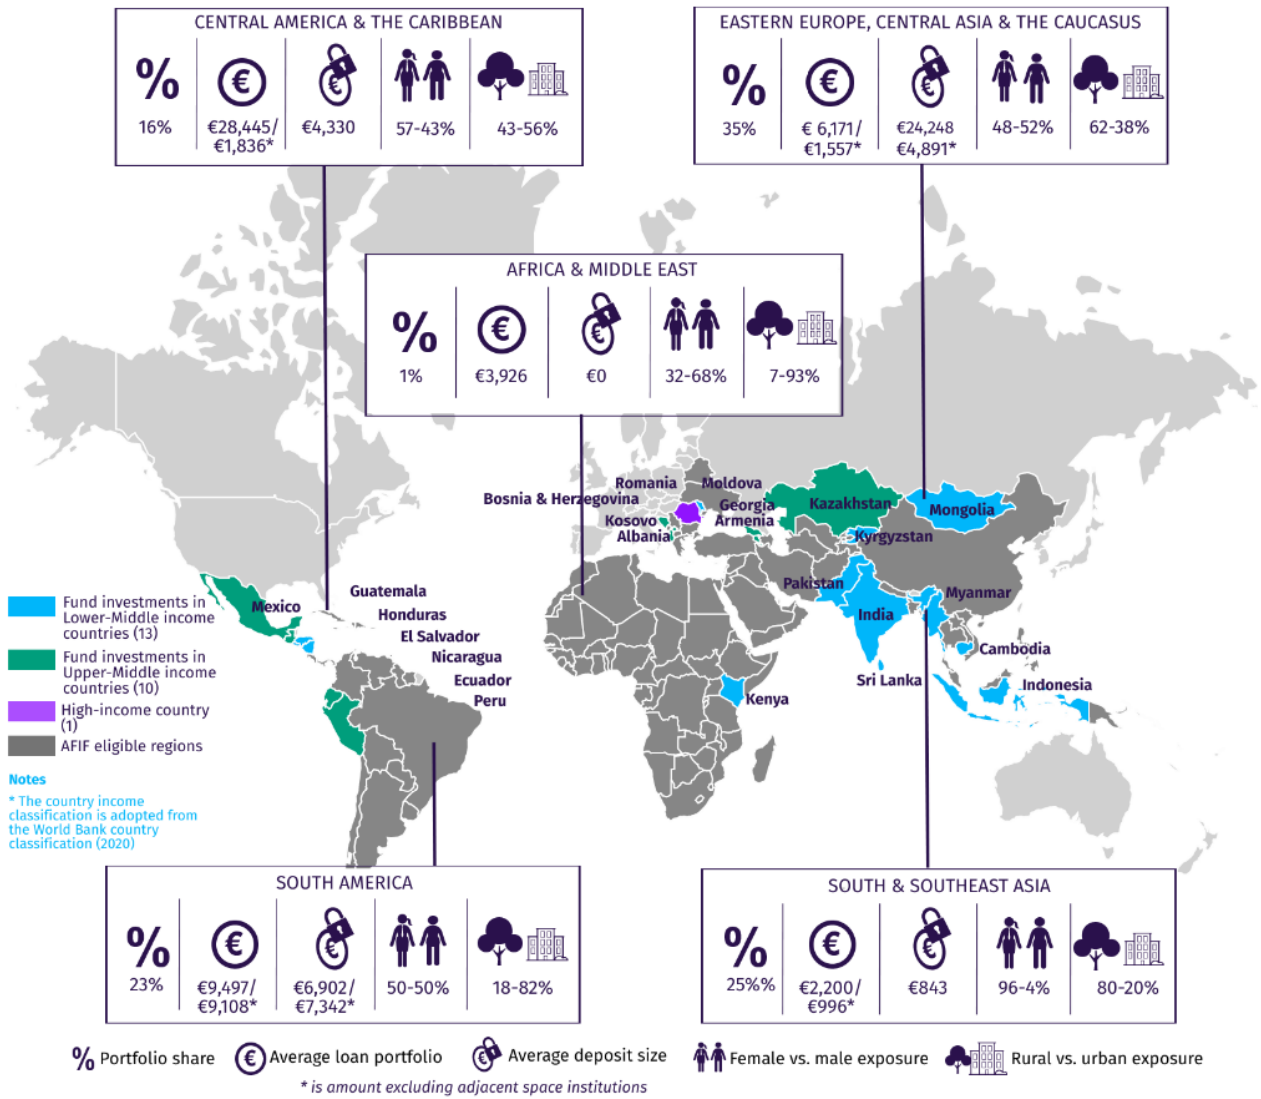 CENTRAL AMERICA & THE CARIBBEAN
%
16%
€28,445/
€1,836*
€4,330
57-43%
43-56%
EASTERN EUROPE, CENTRAL ASIA & THE CAUCASUS
%
35%
€ 6,171/
€1,557*
€24,248
€4,891*
48-52%
62-38%
AFRICA & MIDDLE EAST
%
1%
€3,926
€0
32-68%
7-93%
Romania
Moldova
Bosnia & Herzegovina
Georgia
Kosovo
Armenia
Albania
Kazakhstan
Mongolia
Kyrgyzstan
Pakistan
Myanmar
India
Cambodia
Sri Lanka
Indonesia
Kenya
Mexico
Guatemala
Honduras
El Salvador
Nicaragua
Ecuador
Peru
Fund investments in
Lower-Middle income
countries (13)
Fund investments in
Upper-Middle income
countries (10)
High-income country
(1)
AFIF eligible regions
Notes
* The country income
classification is adopted from
the World Bank country
classification (2020)
SOUTH AMERICA
%
23%
€9,497/
€9,108*
€6,902/
€7,342*
50-50%
18-82%
SOUTH & SOUTHEAST ASIA
%
25%%
€2,200/
€996*
€843
96-4%
80-20%
% Portfolio share
€ Average loan portfolio
€ Average deposit size
Female vs. male exposure
Rural vs. urban exposure
* is amount excluding adjacent space institutions